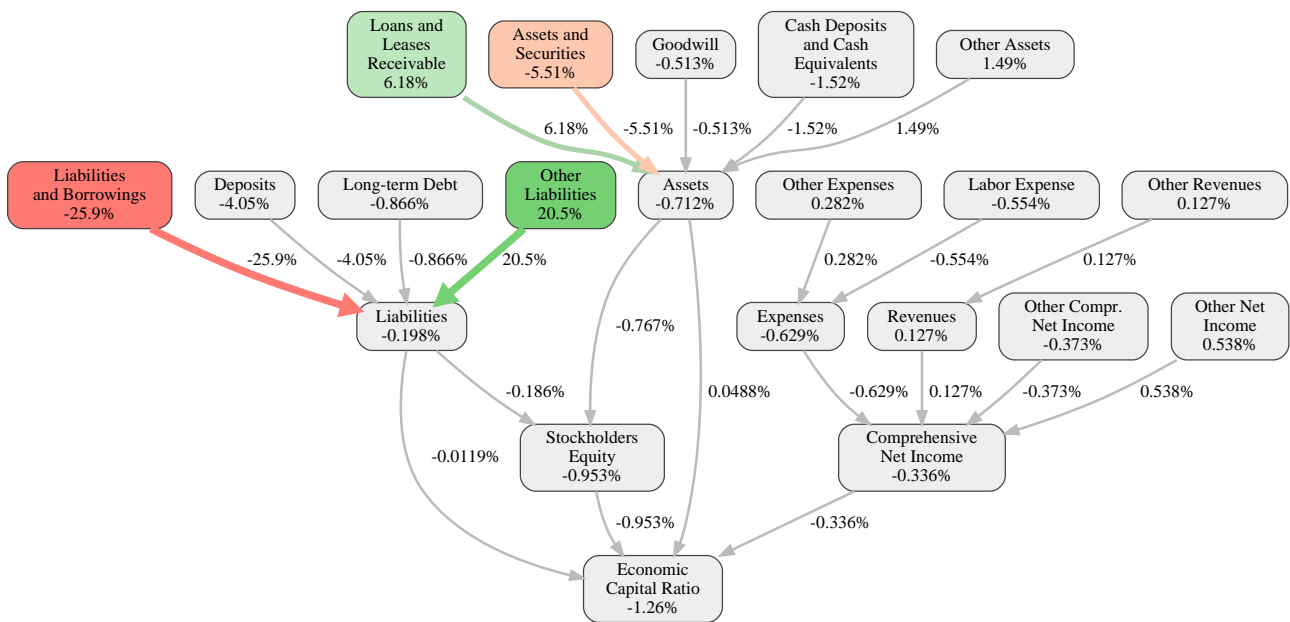 Loans and
Leases
Receivable
6.18%
Assets and
Securities
-5.51%
Goodwill
-0.513%
Cash Deposits
and Cash
Equivalents
-1.52%
Other Assets
1.49%
6.18%
-5.51%
-0.513%
-1.52%
1.49%
Liabilities
and Borrowings
-25.9%
Deposits
-4.05%
Long-term Debt
-0.866%
Other
Liabilities
20.5%
Assets
-0.712%
Other Expenses
0.282%
Labor Expense
-0.554%
Other Revenues
0.127%
-25.9%
-4.05%
-0.866%
20.5%
0.282%
-0.554%
0.127%
Liabilities
-0.198%
-0.767%
Expenses
-0.629%
Revenues
0.127%
Other Compr.
Net Income
-0.373%
Other Net
Income
0.538%
-0.186%
0.0488%
-0.629%
0.127%
-0.373%
0.538%
-0.0119%
Stockholders
Equity
-0.953%
Comprehensive
Net Income
-0.336%
-0.953%
-0.336%
Economic
Capital Ratio
-1.26%